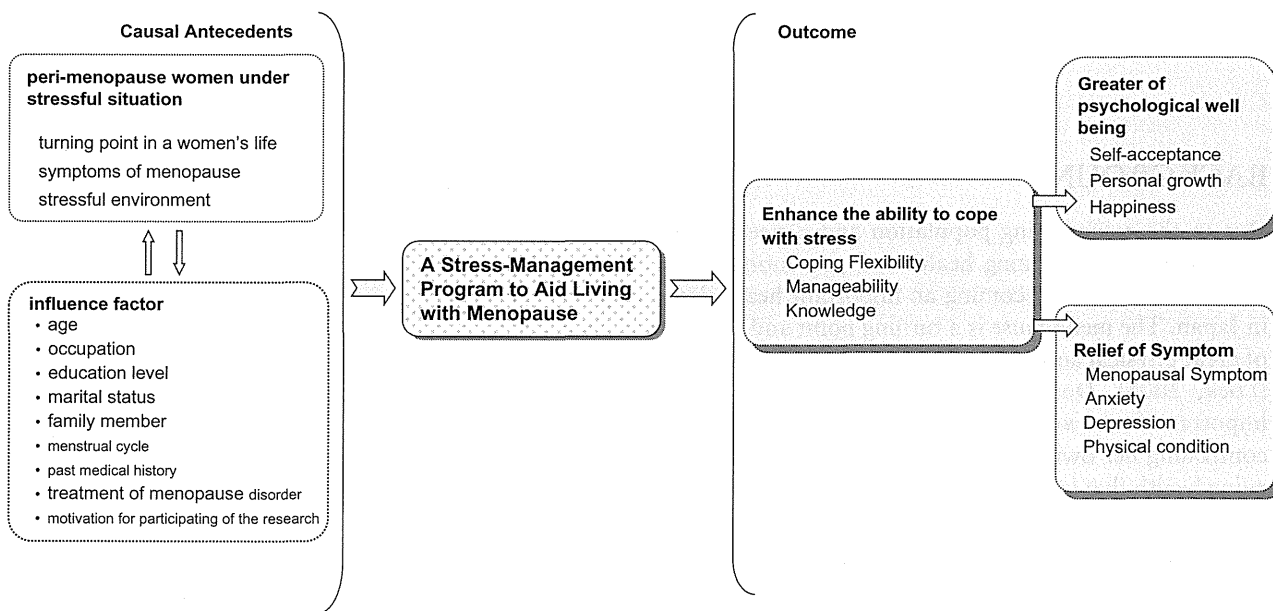 Causal Antecedents
peri-menopause women under
stressful situation
turning point in a women's life
symptoms of menopause
stressful environment
influence factor
• age
• occupation
• education level
• marital status
• family member
• menstrual cycle
• past medical history
• treatment of menopause disorder
• motivation for participating of the research
A Stress-Management
Program to Aid Living
with Menopause
Outcome
Enhance the ability to cope
with stress
Coping Flexibility
Manageability
Knowledge
Greater of
psychological well
being
Self-acceptance
Personal growth
Happiness
Relief of Symptom
Menopausal Symptom
Anxiety
Depression
Physical condition